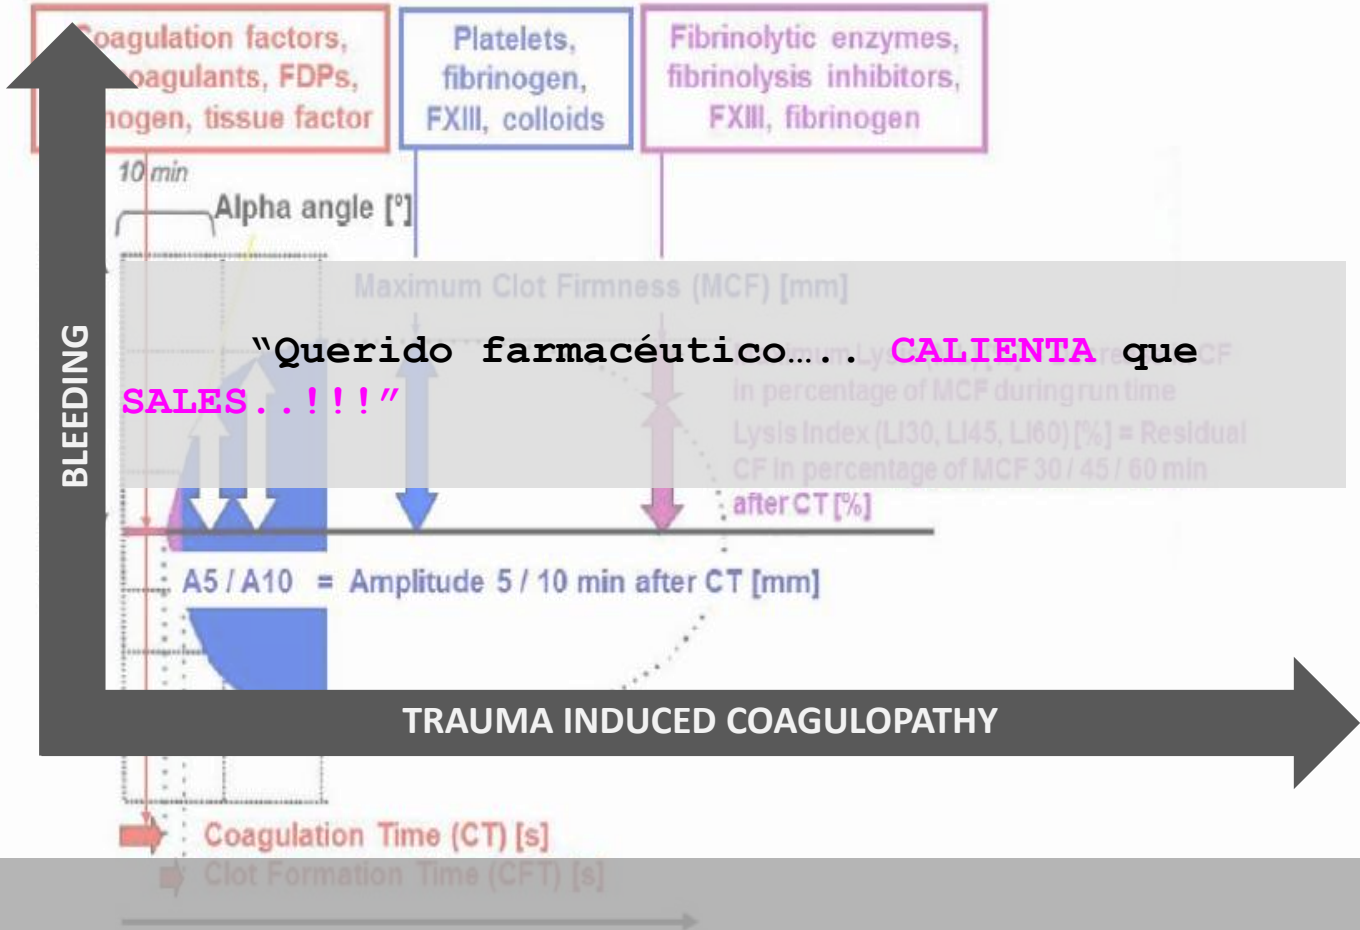 oagulation factors,
oagulants, FDPs,
nogen, tissue factor
Platelets,
fibrinogen,
FXIII, colloids
Fibrinolytic enzymes,
fibrinolysis inhibitors,
FXIII, fibrinogen
10 min
Alpha angle [°]
Maximum Clot Firmness (MCF) [mm]
“Querido farmacéutico….. CALIENTA que
SALES..!!!”
CF
in percentage of MCF during run time
Lysis Index (LI30, LI45, LI60) [%] = Residual
CF in percentage of MCF 30 / 45 / 60 min
after CT [%]
BLEEDING
A5 / A10 = Amplitude 5 / 10 min after CT [mm]
TRAUMA INDUCED COAGULOPATHY
Coagulation Time (CT) [s]
Clot Formation Time (CFT) [s]